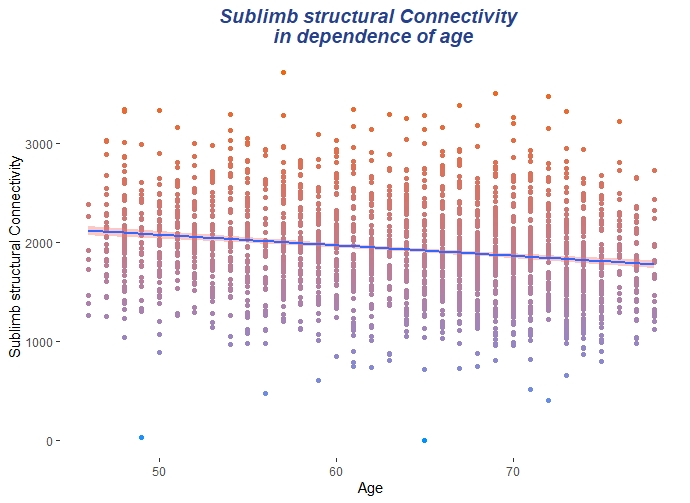 Sublimb structural Connectivity
in dependence of age
Sublimb structural Connectivity
3000
2000
1000
0
50
60
70
Age